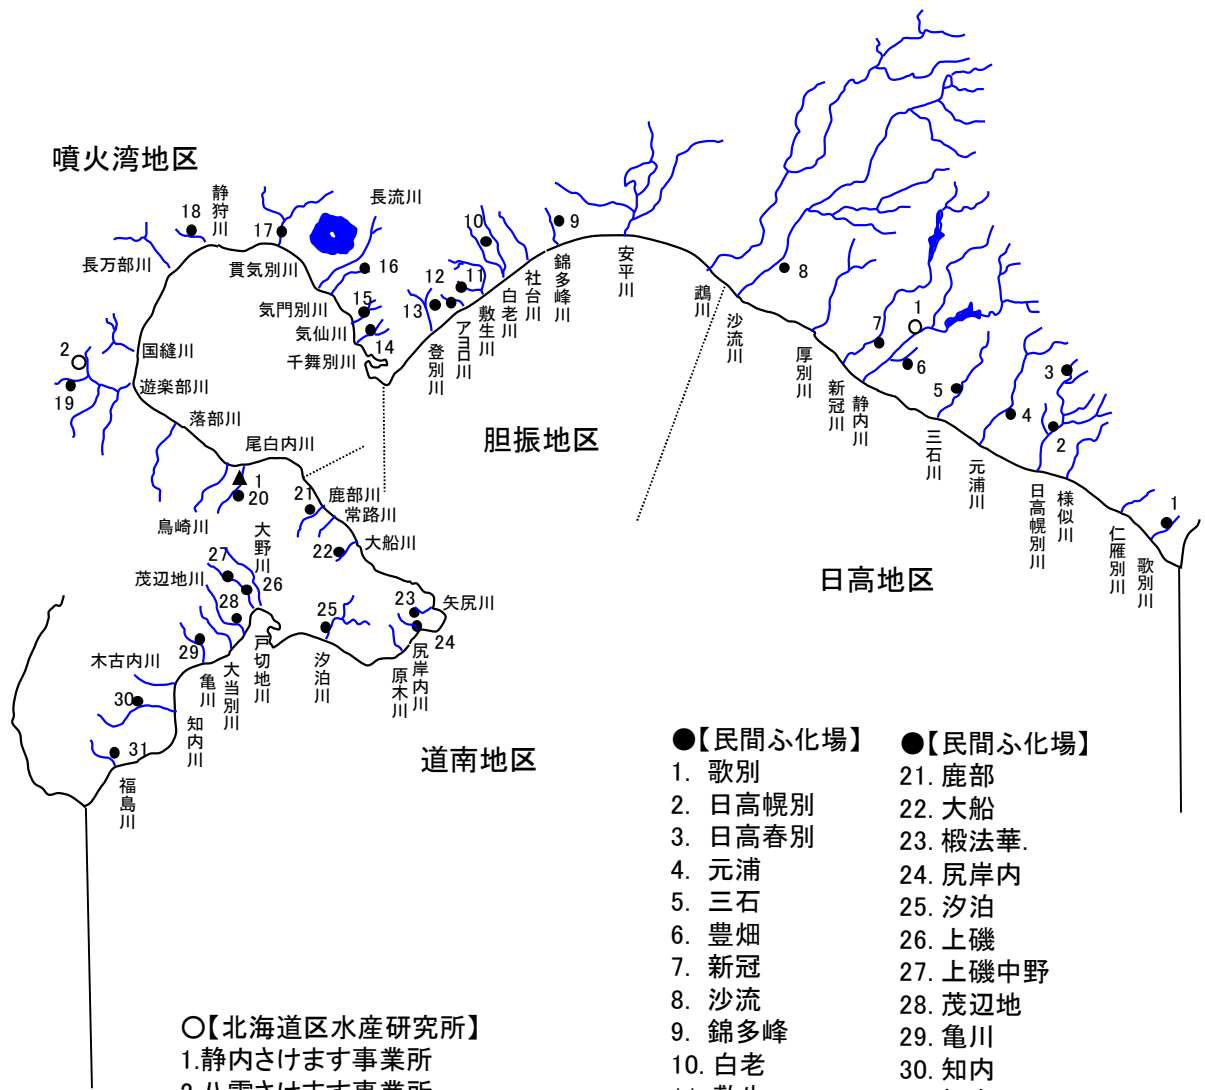 噴火湾地区
静狩川
18
17
長流川
長万部川
貫気別川
16
気門別川
15
気仙川
14
千舞別川
国縫川
2
遊楽部川
19
落部川
尾白内川
1
20
鳥崎川
10
9
12
11
13
登別川
アヨロ川
敷生川
白老川
社台川
錦多峰川
安平川
鵡川
沙流川
8
胆振地区
厚別川
7
1
6
新冠川
静内川
5
三石川
4
元浦川
3
2
日高幌別川
様似川
1
仁雁別川
歌別川
日高地区
21
鹿部川
常路川
22
大船川
大野川
27
26
茂辺地川
28
25
23
矢尻川
24
29
木古内川
30
31
亀川
大当別川
戸切地川
汐泊川
原木川
尻岸内川
知内川
福島川
道南地区
●【民間ふ化場】
1. 歌別
2. 日高幌別
3. 日高春別
4. 元浦
5. 三石
6. 豊畑
7. 新冠
8. 沙流
9. 錦多峰
10. 白老
●【民間ふ化場】
21. 鹿部
22. 大船
23. 椴法華.
24. 尻岸内
25. 汐泊
26. 上磯
27. 上磯中野
28. 茂辺地
29. 亀川
30. 知内
○【北海道区水産研究所】
1.静内さけます事業所
2.八雲さけます事業所